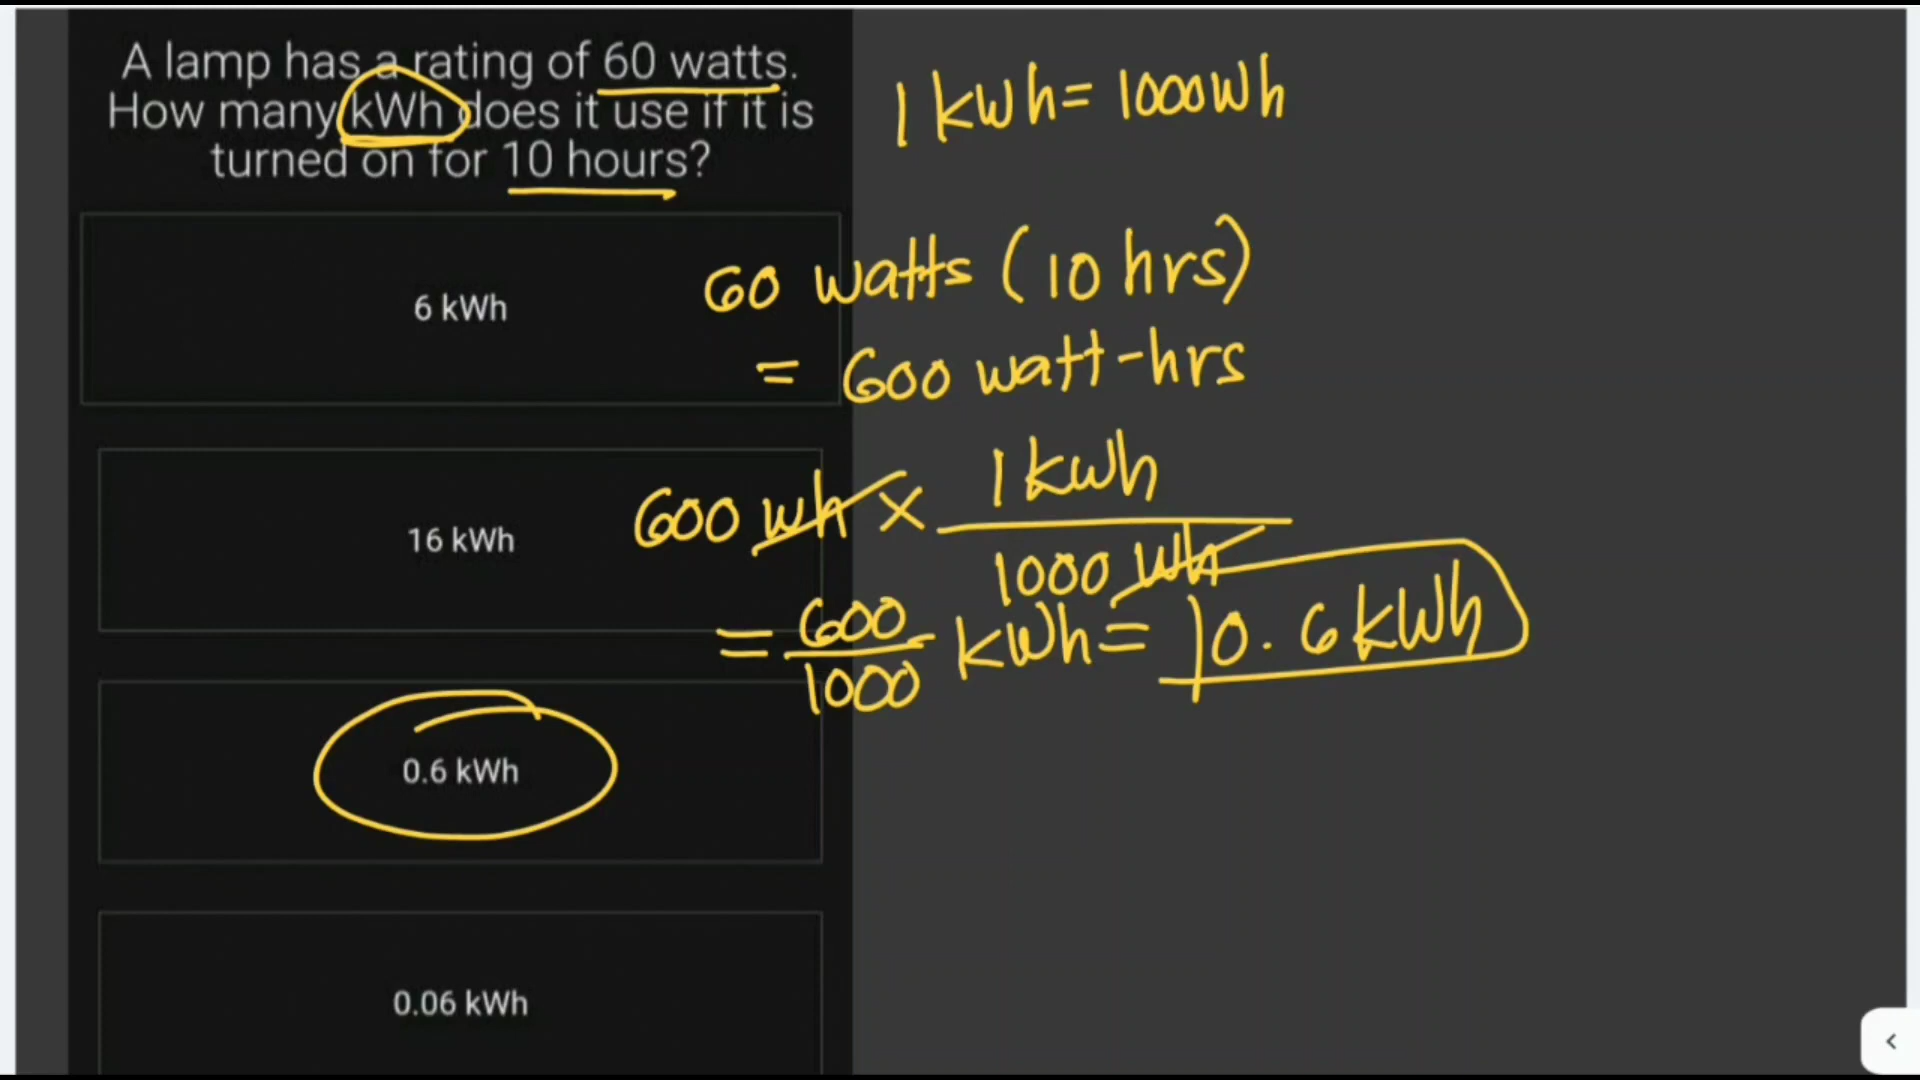 A lamp has a rating of 60 watts.
How many kWh does it use if it is
turned on for 10 hours?
1 kwh = 1000wh
6 kWh
60 watts (10 hrs)
= 600 watt-hrs
16 kWh
600 wh x 1 kwh
1000 wh
= 600 kWh = 0.6 kWh
1000
0.6 kWh
0.06 kWh
<